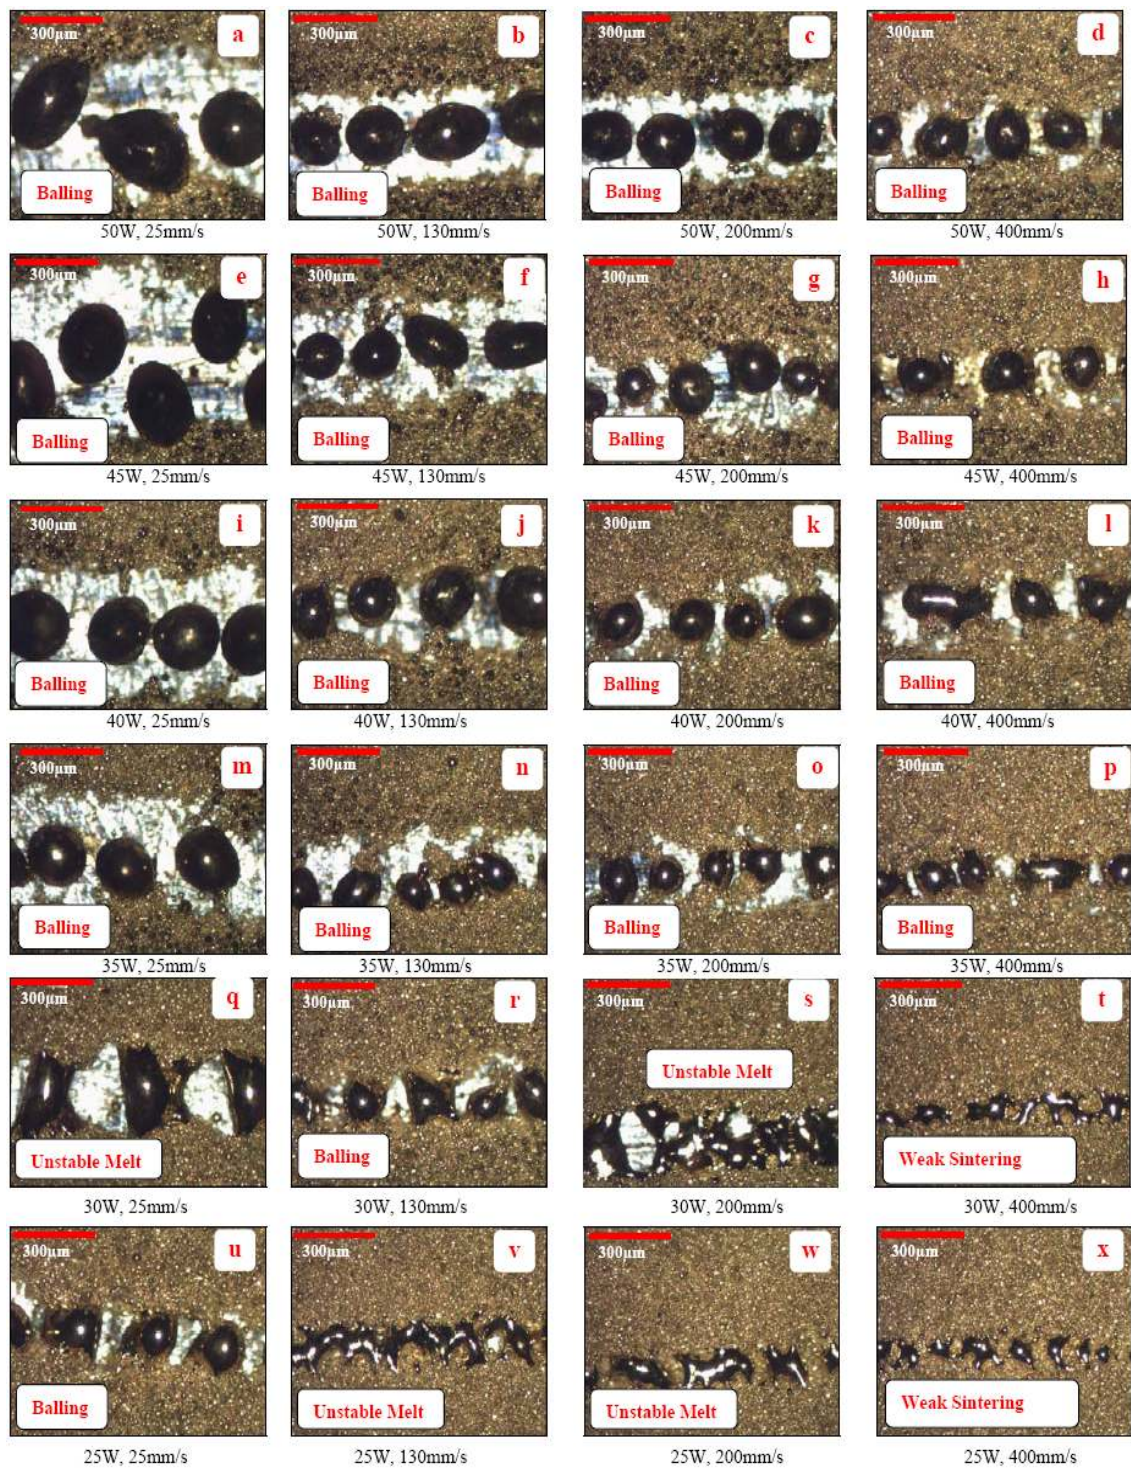 300µm a
300µm b
300µm c
300µm d
Balling
Balling
Balling
Balling
50W, 25mm/s
50W, 130mm/s
50W, 200mm/s
50W, 400mm/s
300µm e
300µm f
300µm g
300µm h
Balling
Balling
Balling
Balling
45W, 25mm/s
45W, 130mm/s
45W, 200mm/s
45W, 400mm/s
300µm i
300µm j
300µm k
300µm l
Balling
Balling
Balling
Balling
40W, 25mm/s
40W, 130mm/s
40W, 200mm/s
40W, 400mm/s
300µm m
300µm n
300µm o
300µm p
Balling
Balling
Balling
Balling
35W, 25mm/s
35W, 130mm/s
35W, 200mm/s
35W, 400mm/s
300µm q
300µm r
300µm s
300µm t
Unstable Melt
Balling
Unstable Melt
Weak Sintering
30W, 25mm/s
30W, 130mm/s
30W, 200mm/s
30W, 400mm/s
300µm u
300µm v
300µm w
300µm x
Balling
Unstable Melt
Unstable Melt
Weak Sintering
25W, 25mm/s
25W, 130mm/s
25W, 200mm/s
25W, 400mm/s